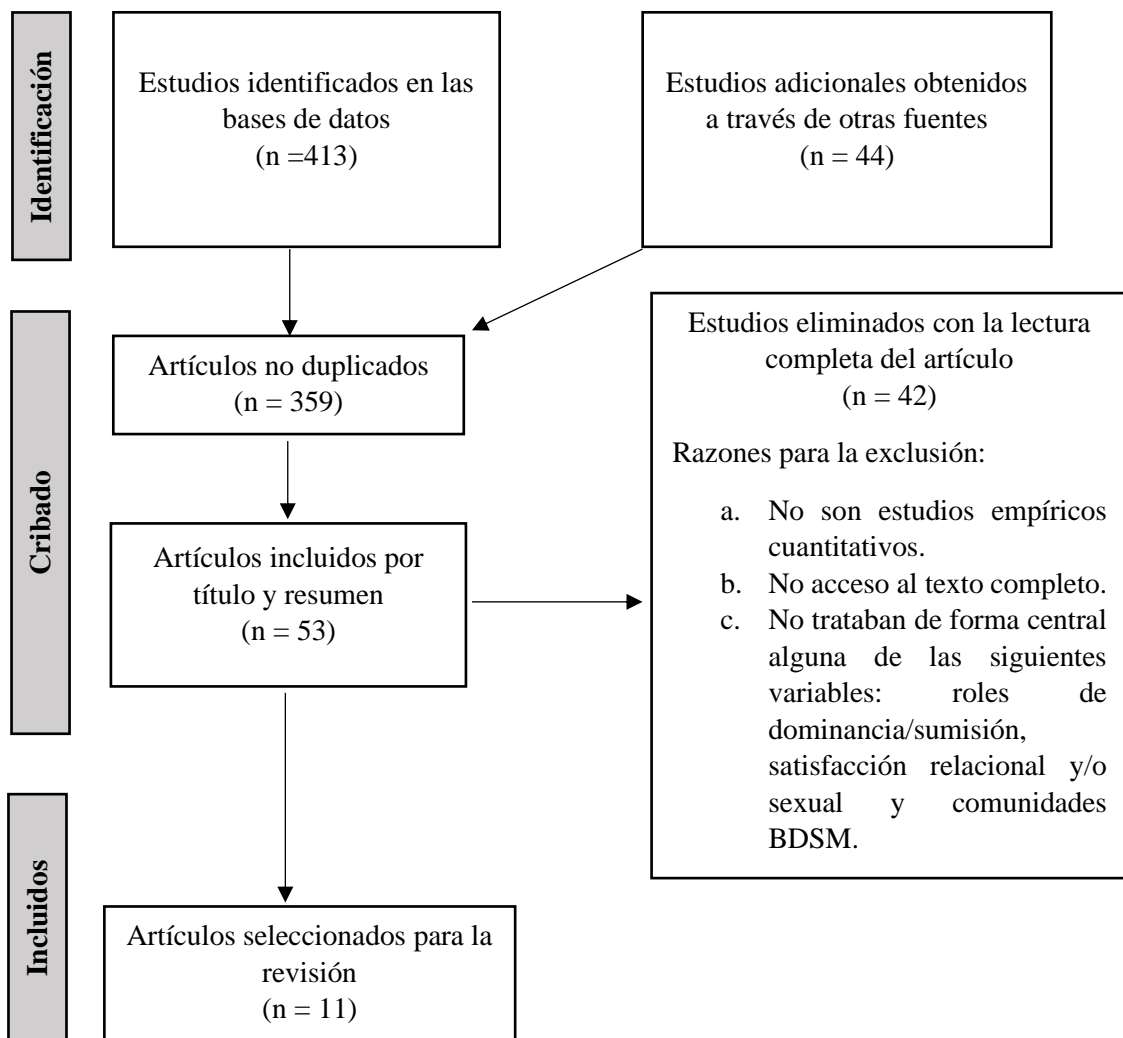 Identificación
Estudios identificados en las
bases de datos
(n =413)
Estudios adicionales obtenidos
a través de otras fuentes
(n = 44)
Cribado
Artículos no duplicados
(n = 359)
Artículos incluidos por
título y resumen
(n = 53)
Estudios eliminados con la lectura
completa del artículo
(n = 42)
Razones para la exclusión:
a. No son estudios empíricos
cuantitativos.
b. No acceso al texto completo.
c. No trataban de forma central
alguna de las siguientes
variables: roles de
dominancia/sumisión,
satisfacción relacional y/o
sexual y comunidades
BDSM.
Incluidos
Artículos seleccionados para la
revisión
(n = 11)